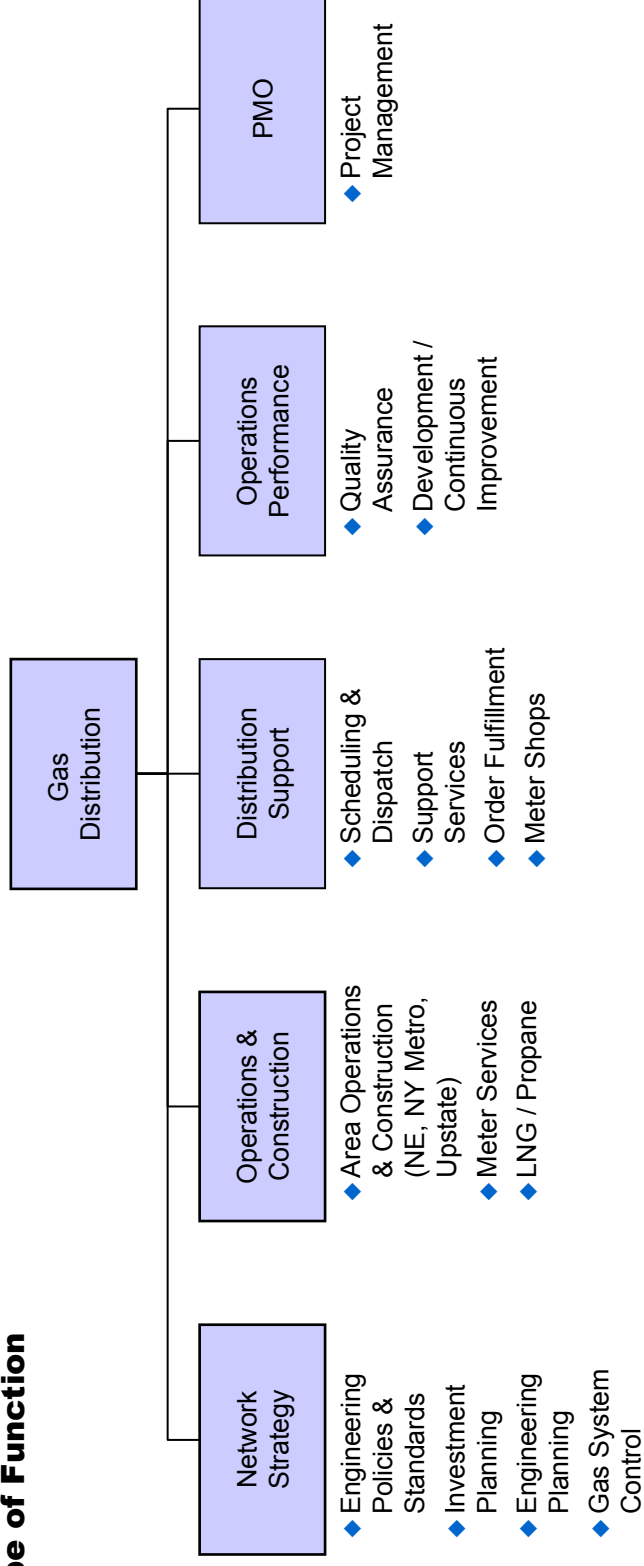 of Function
Gas
Distribution
Network
Strategy
◆ Engineering
Policies &
Standards
◆ Investment
Planning
◆ Engineering
Planning
◆ Gas System
Control
Operations &
Construction
◆ Area Operations
& Construction
(NE, NY Metro,
Upstate)
◆ Meter Services
◆ LNG / Propane
Distribution
Support
◆ Scheduling &
Dispatch
◆ Support
Services
◆ Order Fulfillment
◆ Meter Shops
Operations
Performance
◆ Quality
Assurance
◆ Development /
Continuous
Improvement
PMO
◆ Project
Management